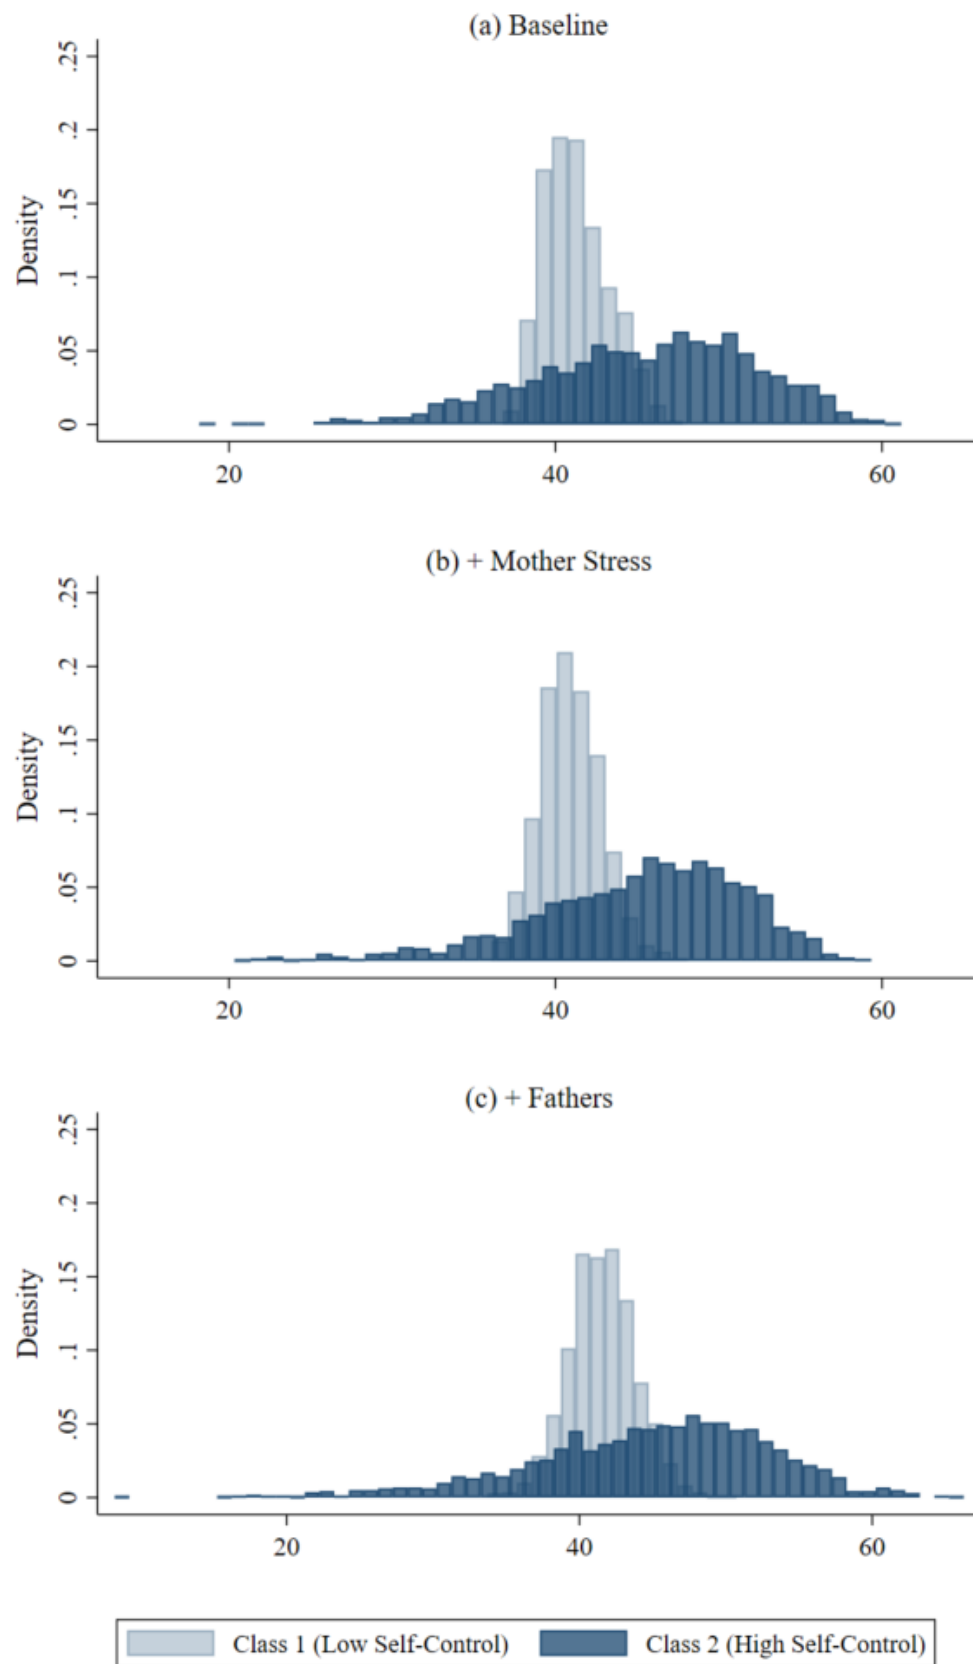 (a) Baseline
.25
.2
.15
.1
.05
0
Density
20 40 60
(b) + Mother Stress
.25
.2
.15
.1
.05
0
Density
20 40 60
(c) + Fathers
.25
.2
.15
.1
.05
0
Density
20 40 60
Class 1 (Low Self-Control) Class 2 (High Self-Control)